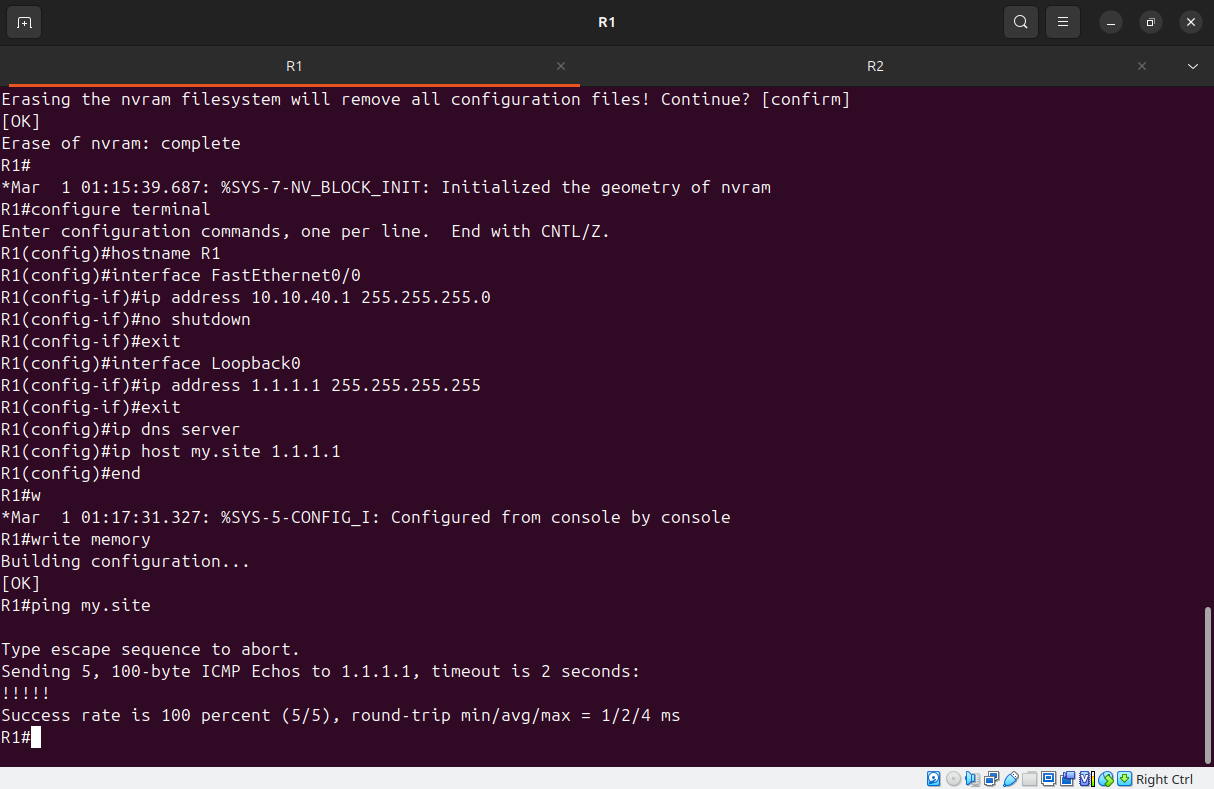 R1
R1
R2
Erasing the nvram filesystem will remove all configuration files! Continue? [confirm]
[OK]
Erase of nvram: complete
R1#
*Mar  1 01:15:39.687: %SYS-7-NV_BLOCK_INIT: Initialized the geometry of nvram
R1#configure terminal
Enter configuration commands, one per line.  End with CNTL/Z.
R1(config)#hostname R1
R1(config)#interface FastEthernet0/0
R1(config-if)#ip address 10.10.40.1 255.255.255.0
R1(config-if)#no shutdown
R1(config-if)#exit
R1(config)#interface Loopback0
R1(config-if)#ip address 1.1.1.1 255.255.255.255
R1(config-if)#exit
R1(config)#ip dns server
R1(config)#ip host my.site 1.1.1.1
R1(config)#end
R1#w
*Mar  1 01:17:31.327: %SYS-5-CONFIG_I: Configured from console by console
R1#write memory
Building configuration...
[OK]
R1#ping my.site
Type escape sequence to abort.
Sending 5, 100-byte ICMP Echos to 1.1.1.1, timeout is 2 seconds:
!!!!!
Success rate is 100 percent (5/5), round-trip min/avg/max = 1/2/4 ms
R1#
Right Ctrl